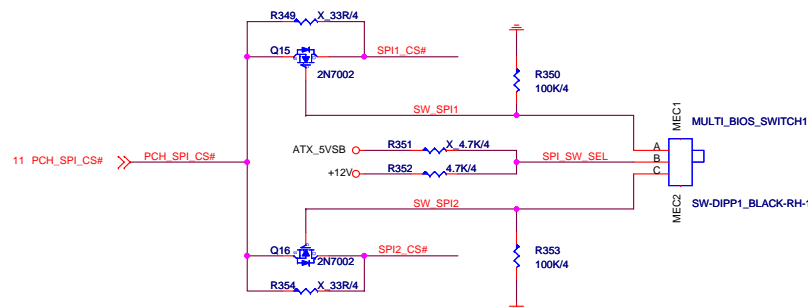 R349 X_33R/4
Q15 SPI1_CS#
2N7002
R350
100K/4
SW_SPI1
MEC1
MULTI_BIOS_SWITCH1
ATX_5VSB R351 X_4.7K/4
A
11 PCH_SPI_CS# PCH_SPI_CS#
SPI_SW_SEL B
+12V R352 4.7K/4
C
MEC2
SW-DIPP1_BLACK-RH-1
SW_SPI2
Q16 SPI2_CS#
2N7002
R353
100K/4
R354 X_33R/4